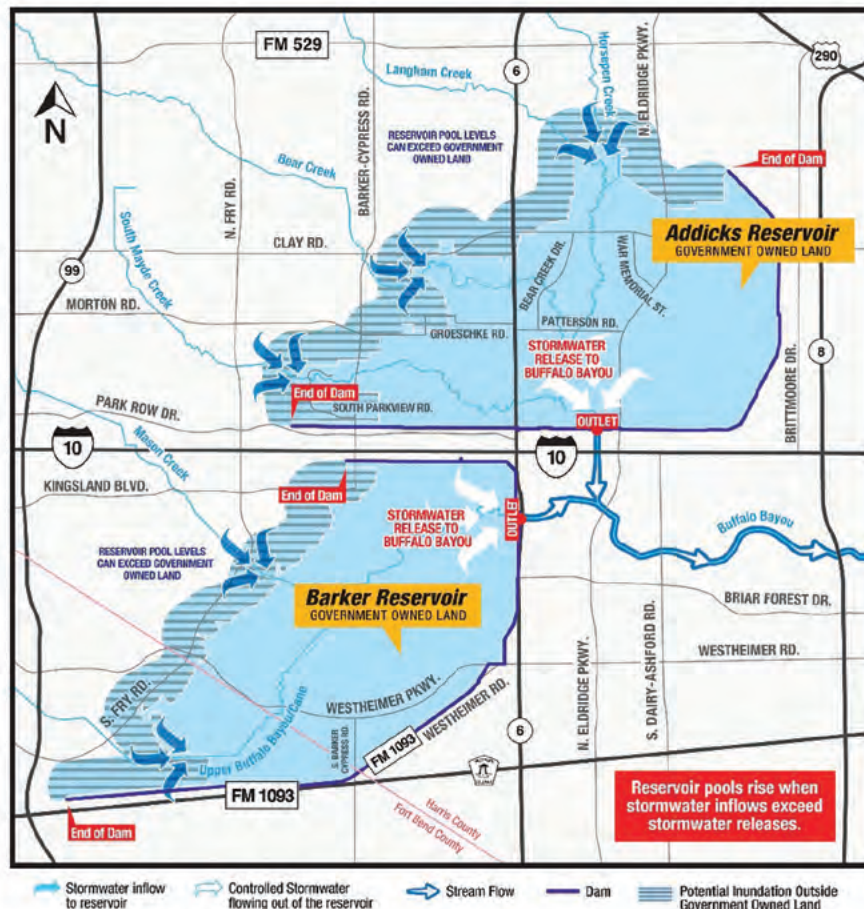 FM 529
6
Horsepen Creek
N. ELDRIDGE PKWY.
290
Langham Creek
N
BARKER-CYPRESS RD.
RESERVOIR POOL LEVELS
CAN EXCEED GOVERNMENT
OWNED LAND
End of Dam
Bear Creek
N. FRY RD.
South Mayde Creek
CLAY RD.
Addicks Reservoir
GOVERNMENT OWNED LAND
99
BEAR CREEK DR.
WAR MEMORIAL ST.
MORTON RD.
GROESCHKE RD.
PATTERSON RD.
STORMWATER
RELEASE TO
BUFFALO BAYOU
8
BRITTMOORE DR.
End of Dam
PARK ROW DR.
SOUTH PARKVIEW RD.
OUTLET
Mason Creek
10
10
KINGSLAND BLVD.
End of Dam
STORMWATER
RELEASE TO
BUFFALO BAYOU
OUTLET
Buffalo Bayou
RESERVOIR POOL LEVELS
CAN EXCEED GOVERNMENT
OWNED LAND
Barker Reservoir
GOVERNMENT OWNED LAND
BRIAR FOREST DR.
N. ELDRIDGE PKWY.
S. DAIRY-ASHFORD RD.
WESTHEIMER RD.
S. FRY RD.
WESTHEIMER PKWY.
WESTHEIMER RD.
Upper Buffalo Bayou/Cane
S. BARKER
CYPRESS RD.
FM 1093
6
FM 1093
Harris County
Fort Bend County
End of Dam
Reservoir pools rise when
stormwater inflows exceed
stormwater releases.
Stormwater inflow
to reservoir
Controlled Stormwater
flowing out of the reservoir
Stream Flow
Dam
Potential Inundation Outside
Government Owned Land